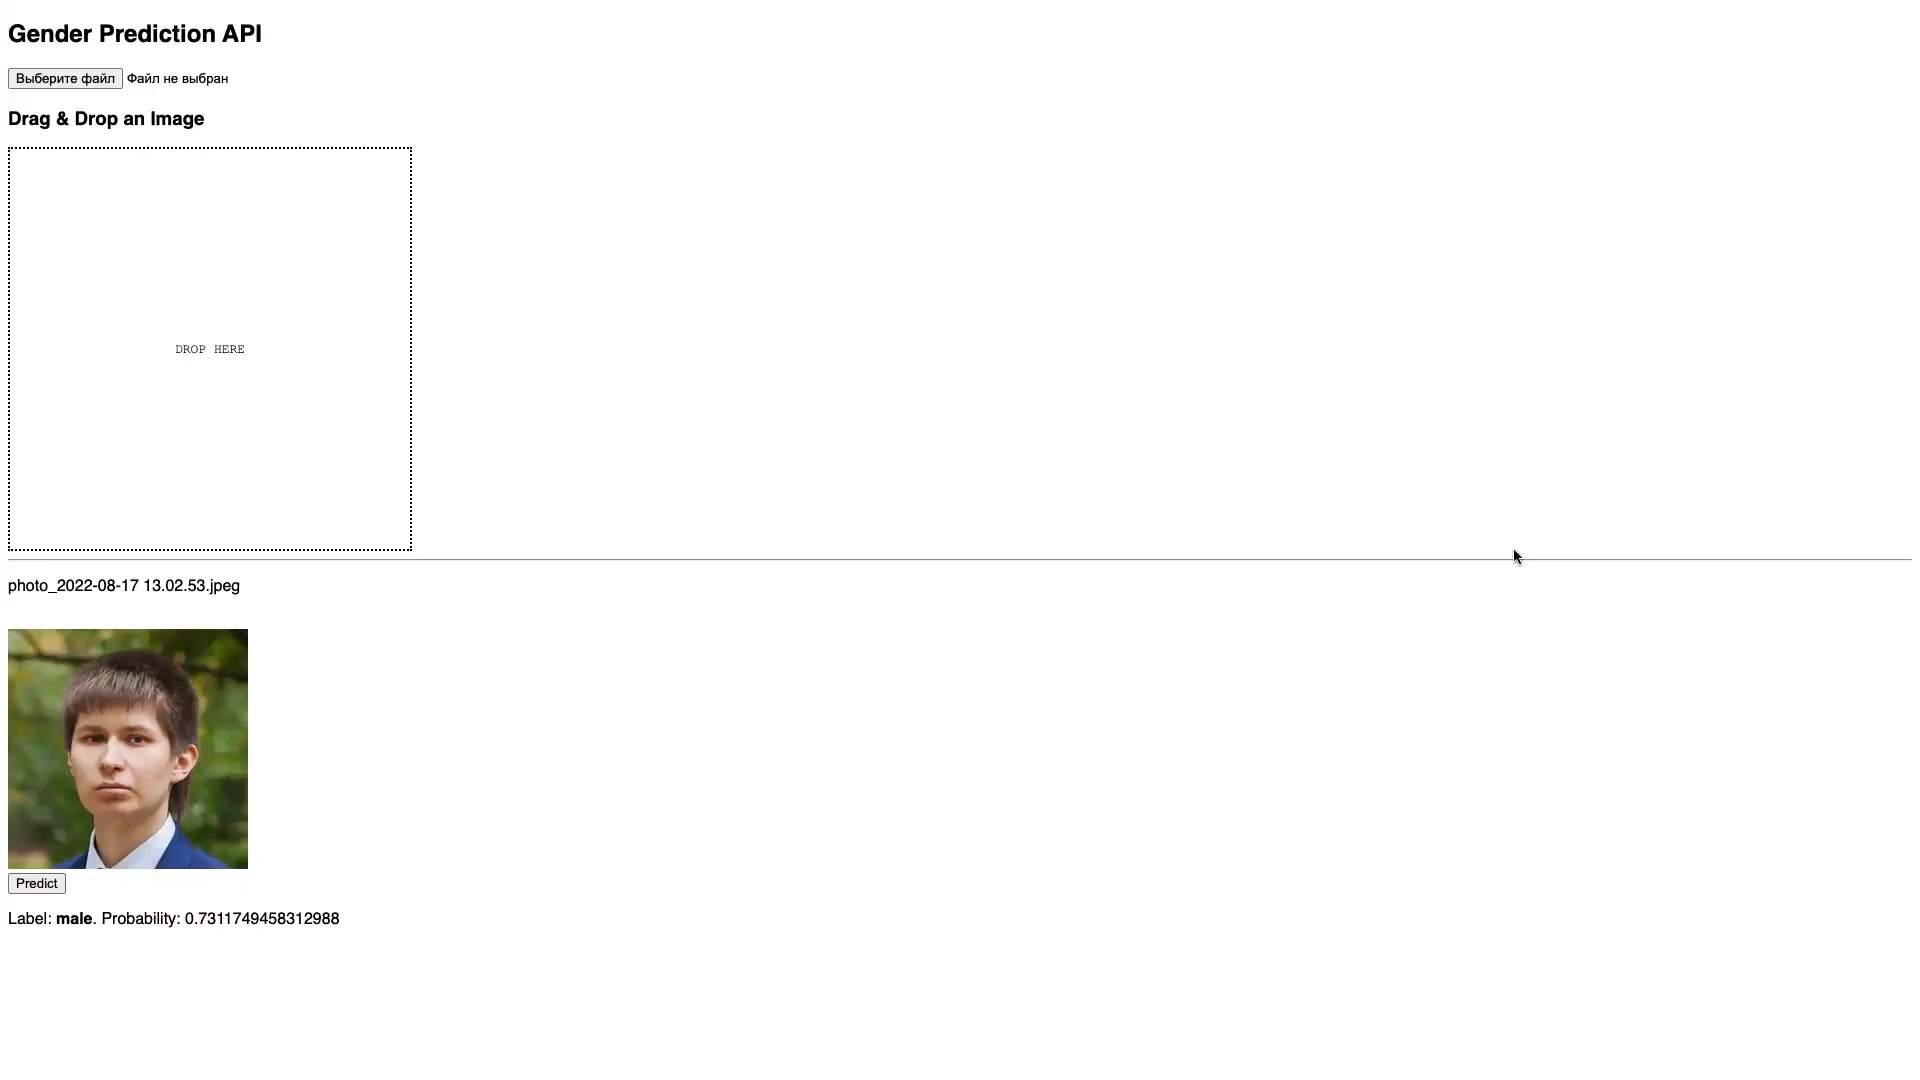 Gender Prediction API
Выберите файл Файл не выбран
Drag & Drop an Image
DROP HERE
photo_2022-08-17 13.02.53.jpeg
Predict
Label: male. Probability: 0.7311749458312988